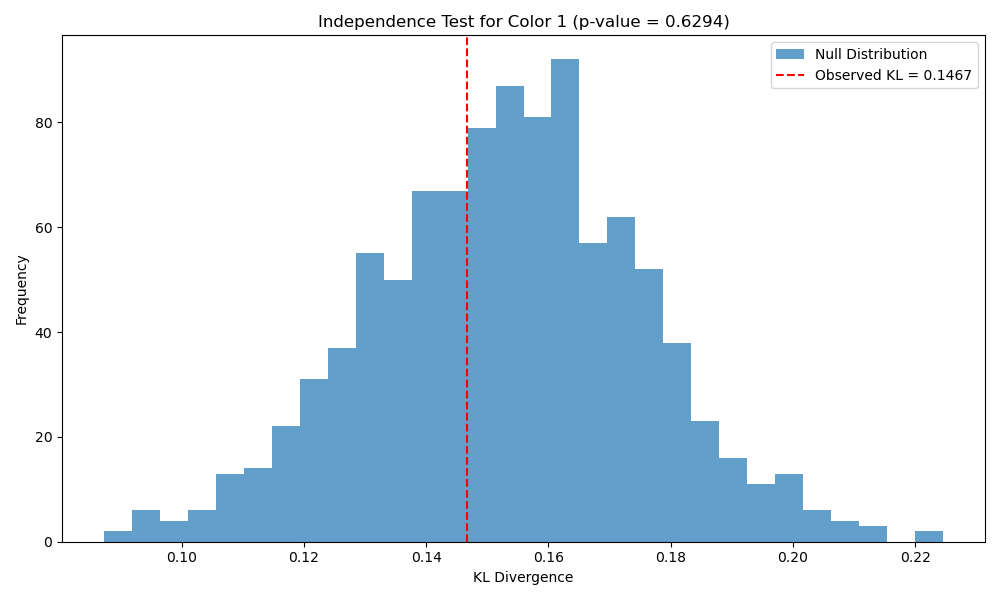 Independence Test for Color 1 (p-value = 0.6294)
Null Distribution
Observed KL = 0.1467
Frequency
80
60
40
20
0
0.10 0.12 0.14 0.16 0.18 0.20 0.22
KL Divergence